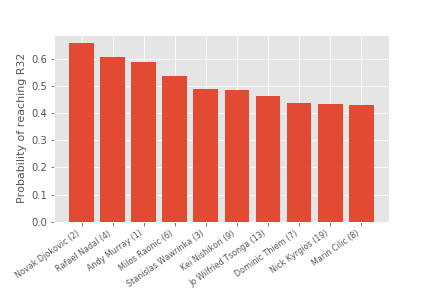 Probability of reaching R32
0.6
0.5
0.4
0.3
0.2
0.1
0.0
Novak Djokovic (2)
Rafael Nadal (4)
Andy Murray (1)
Milos Raonic (6)
Stanislas Wawrinka (3)
Kei Nishikori (9)
Jo Wilfried Tsonga (13)
Dominic Thiem (7)
Nick Kyrgios (19)
Marin Cilic (8)